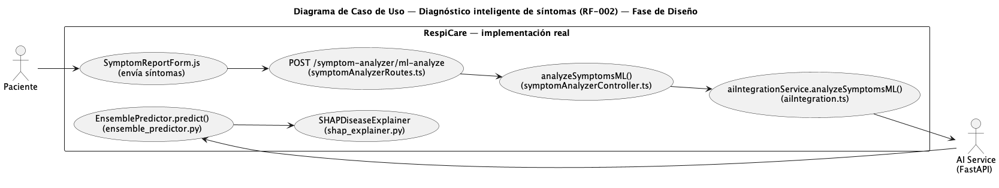 Diagrama de Caso de Uso — Diagnóstico inteligente de síntomas (RF-002) — Fase de Diseño
RespiCare — implementación real
Paciente
SymptomReportForm.js
(envía síntomas)
POST /symptom-analyzer/ml-analyze
(symptomAnalyzerRoutes.ts)
analyzeSymptomsML()
(symptomAnalyzerController.ts)
aiIntegrationService.analyzeSymptomsML()
(aiIntegration.ts)
EnsemblePredictor.predict()
(ensemble_predictor.py)
SHAPDiseaseExplainer
(shap_explainer.py)
AI Service
(FastAPI)